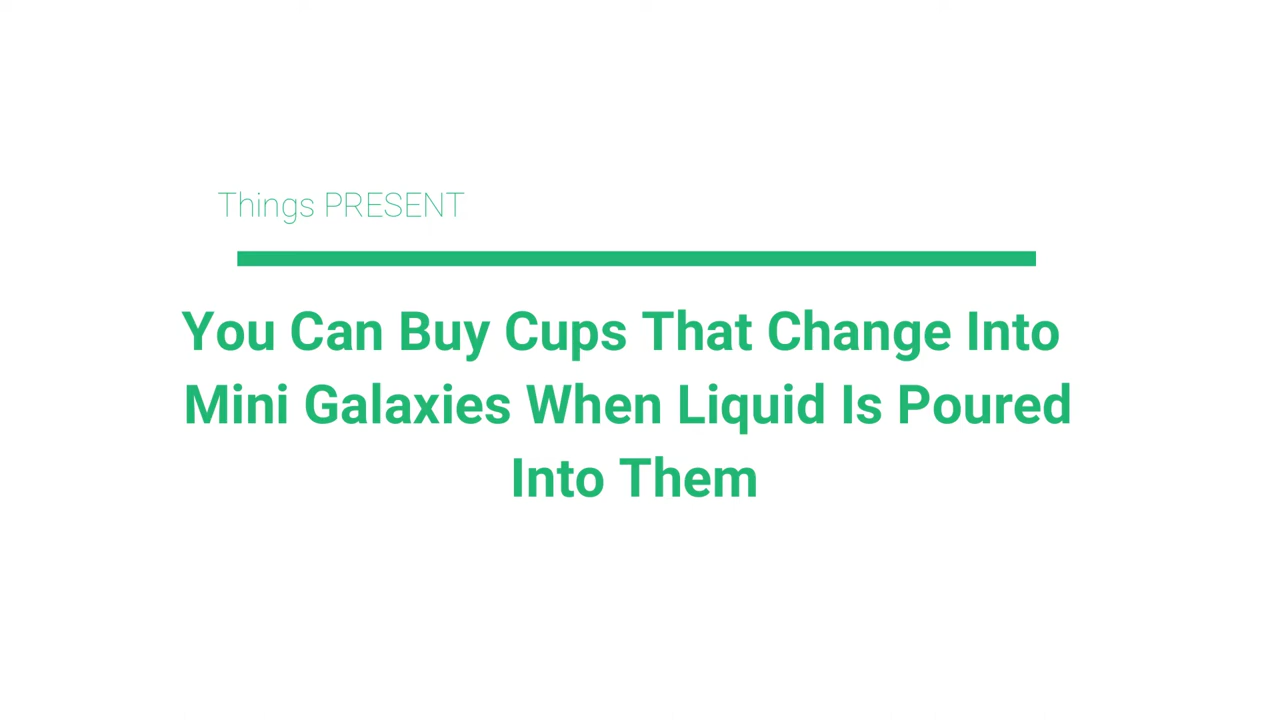 Things PRESENT
You Can Buy Cups That Change Into
Mini Galaxies When Liquid Is Poured
Into Them